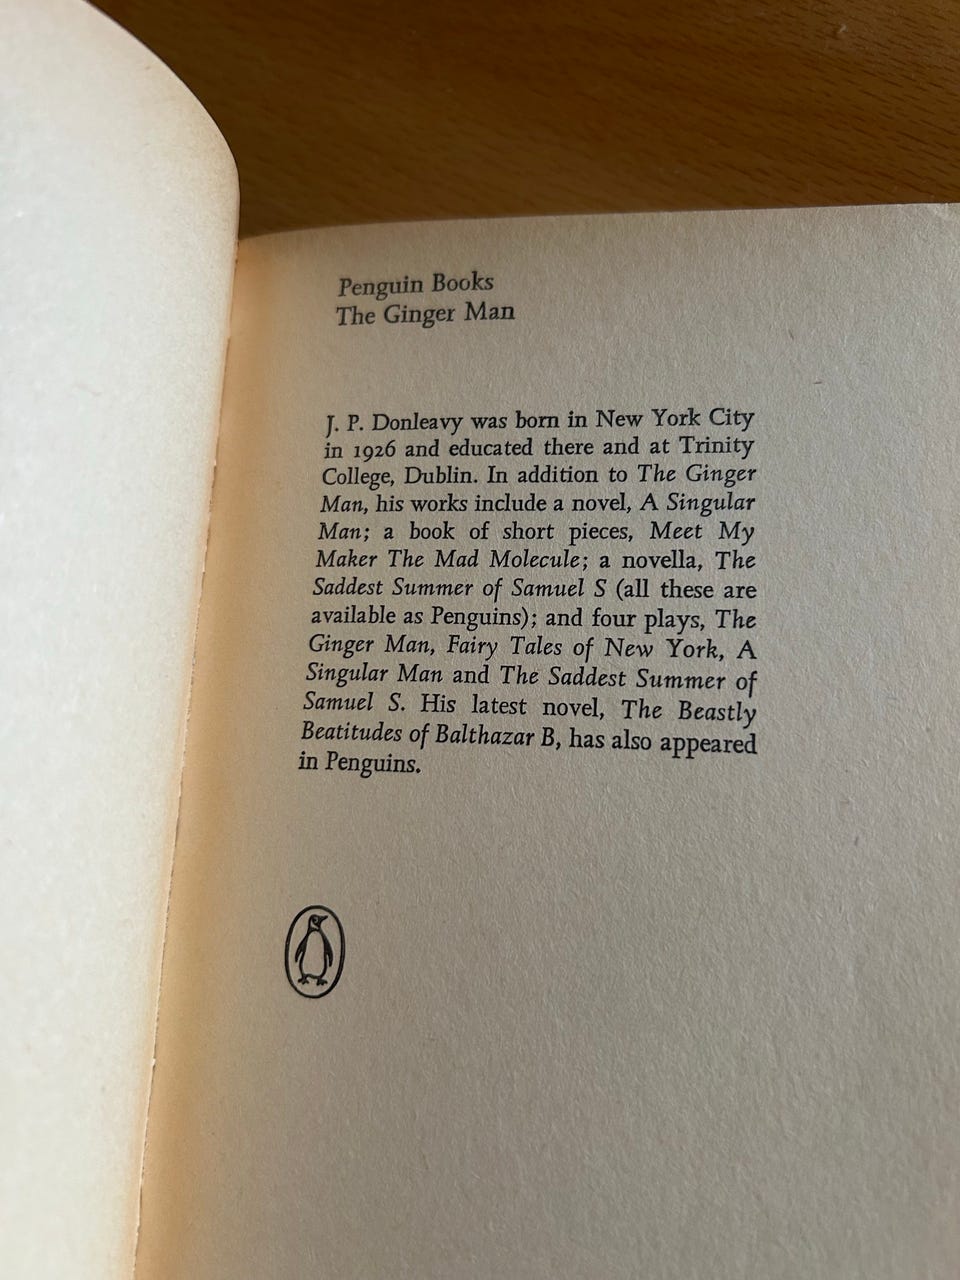 Penguin Books
The Ginger Man
J. P. Donleavy was born in New York City
in 1926 and educated there and at Trinity
College, Dublin. In addition to The Ginger
Man, his works include a novel, A Singular
Man; a book of short pieces, Meet My
Maker The Mad Molecule; a novella, The
Saddest Summer of Samuel S (all these are
available as Penguins); and four plays, The
Ginger Man, Fairy Tales of New York, A
Singular Man and The Saddest Summer of
Samuel S. His latest novel, The Beastly
Beatitudes of Balthazar B, has also appeared
in Penguins.